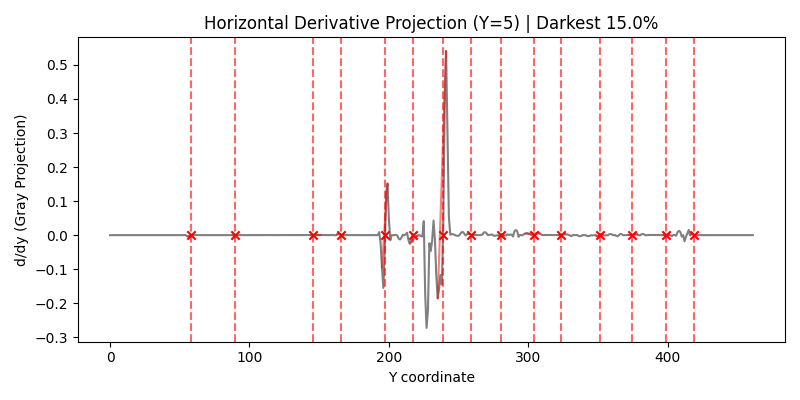 Horizontal Derivative Projection (Y=5) | Darkest 15.0%
d/dy (Gray Projection)
0.5
0.4
0.3
0.2
0.1
0.0
−0.1
−0.2
−0.3
0 100 200 300 400
Y coordinate